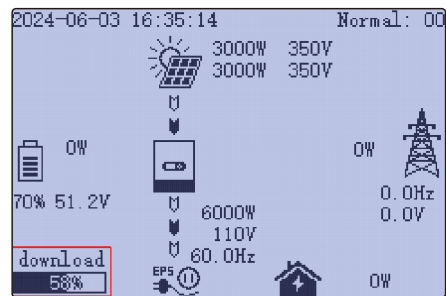 2024-06-03 16:35:14 Normal: 00
3000W 350V
3000W 350V
0W
0W
70% 51.2V
0.0Hz
0.0V
6000W
110V
60.0Hz
download
58%
EPS
0W